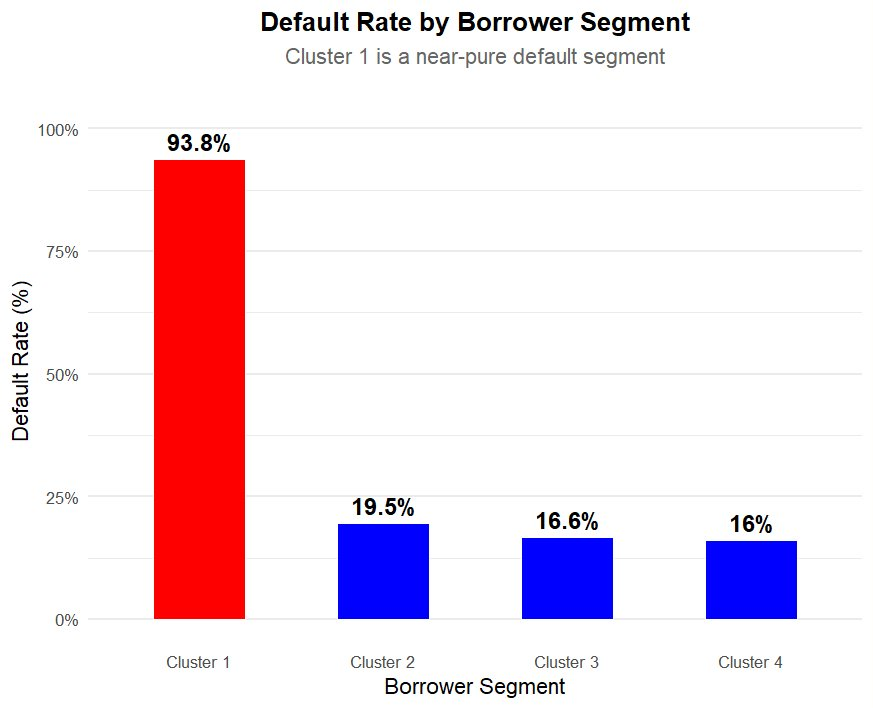 Default Rate by Borrower Segment
Cluster 1 is a near-pure default segment
Default Rate (%)
100%
75%
50%
25%
0%
93.8%
19.5%
16.6%
16%
Cluster 1
Cluster 2
Cluster 3
Cluster 4
Borrower Segment